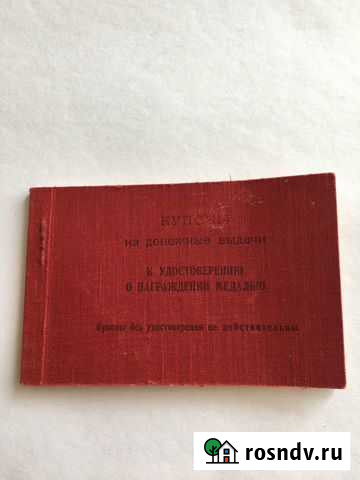 КУПОНЫ
на денежные выдачи
К УДОСТОВЕРЕНИЮ
О НАГРАЖДЕНИИ МЕДАЛЬЮ
Купоны без удостоверения не действительны
rosndv.ru